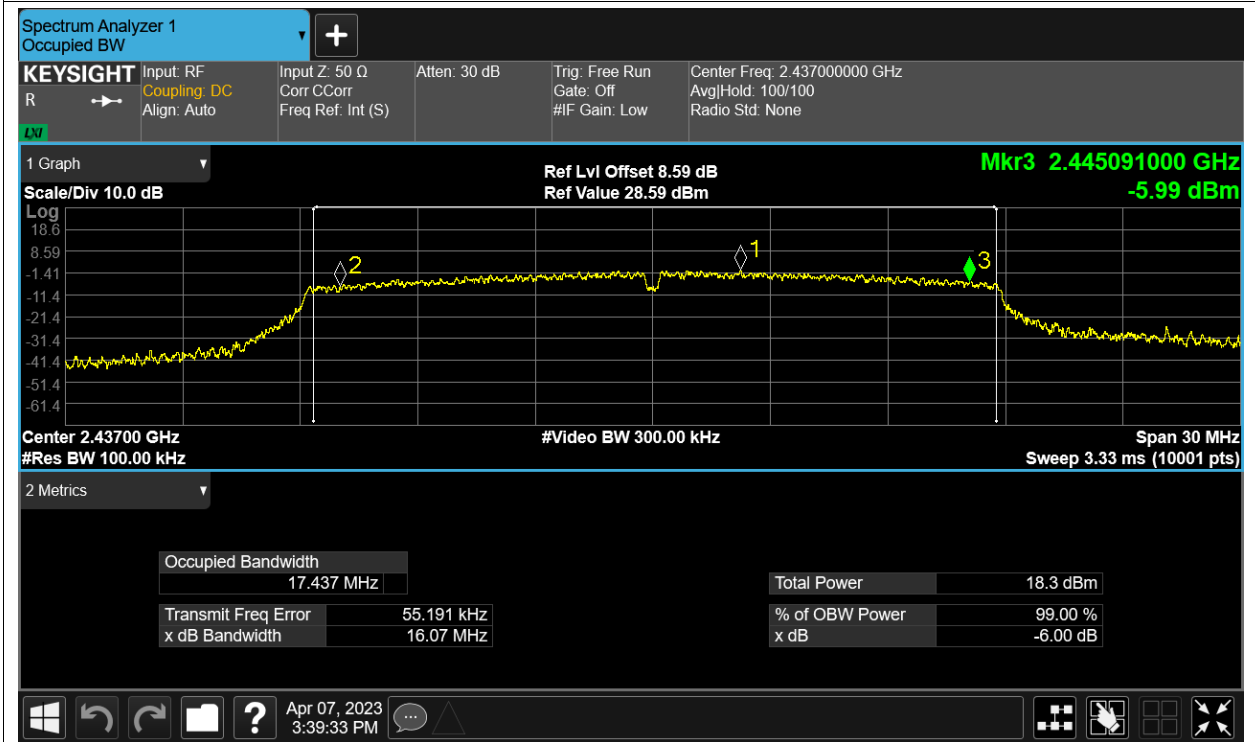 Spectrum Analyzer 1
Occupied BW
KEYSIGHT
R
LXI
Input: RF
Coupling: DC
Align: Auto
Input Z: 50 Ω
Corr CCorr
Freq Ref: Int (S)
Atten: 30 dB
Trig: Free Run
Gate: Off
#IF Gain: Low
Center Freq: 2.437000000 GHz
Avg|Hold: 100/100
Radio Std: None
1 Graph
Scale/Div 10.0 dB
Ref Lvl Offset 8.59 dB
Ref Value 28.59 dBm
Mkr3 2.445091000 GHz
-5.99 dBm
Log
18.6
8.59
-1.41
-11.4
-21.4
-31.4
-41.4
-51.4
-61.4
2
1
3
Center 2.43700 GHz
#Res BW 100.00 kHz
#Video BW 300.00 kHz
Span 30 MHz
Sweep 3.33 ms (10001 pts)
2 Metrics
Occupied Bandwidth
17.437 MHz
Transmit Freq Error 55.191 kHz
x dB Bandwidth 16.07 MHz
Total Power 18.3 dBm
% of OBW Power 99.00 %
x dB -6.00 dB
?
Apr 07, 2023
3:39:33 PM